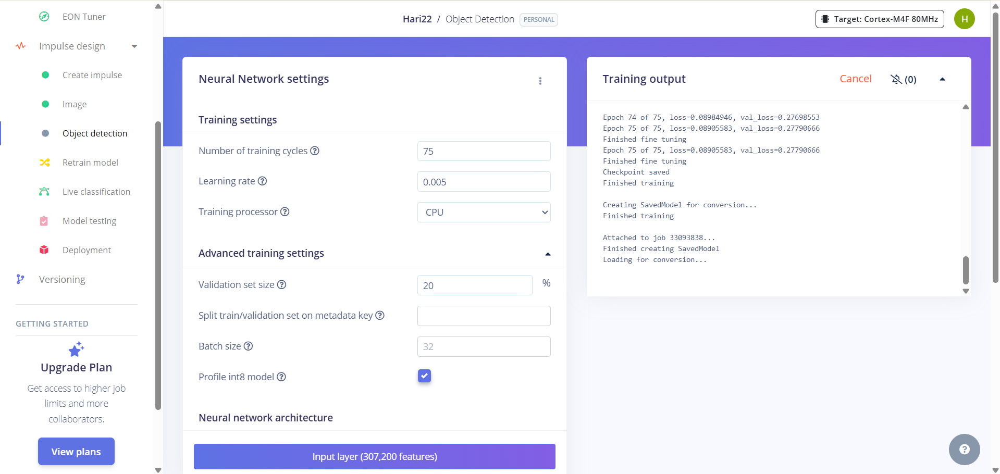 EON Tuner
Impulse design
Create impulse
Image
Object detection
Retrain model
Live classification
Model testing
Deployment
Versioning
GETTING STARTED
Upgrade Plan
Get access to higher job
limits and more
collaborators.
View plans
Hari22 / Object Detection PERSONAL
Target: Cortex-M4F 80MHz
H
Neural Network settings
Training settings
Number of training cycles ? 75
Learning rate ? 0.005
Training processor ? CPU
Advanced training settings
Validation set size ? 20 %
Split train/validation set on metadata key ?
Batch size ? 32
Profile int8 model ?
Neural network architecture
Input layer (307,200 features)
Training output
Cancel
(0)
Epoch 74 of 75, loss=0.08984946, val_loss=0.27698553
Epoch 75 of 75, loss=0.08905583, val_loss=0.27790666
Finished fine tuning
Epoch 75 of 75, loss=0.08905583, val_loss=0.27790666
Finished fine tuning
Checkpoint saved
Finished training
Creating SavedModel for conversion...
Finished training
Attached to job 33093838...
Finished creating SavedModel
Loading for conversion...
?